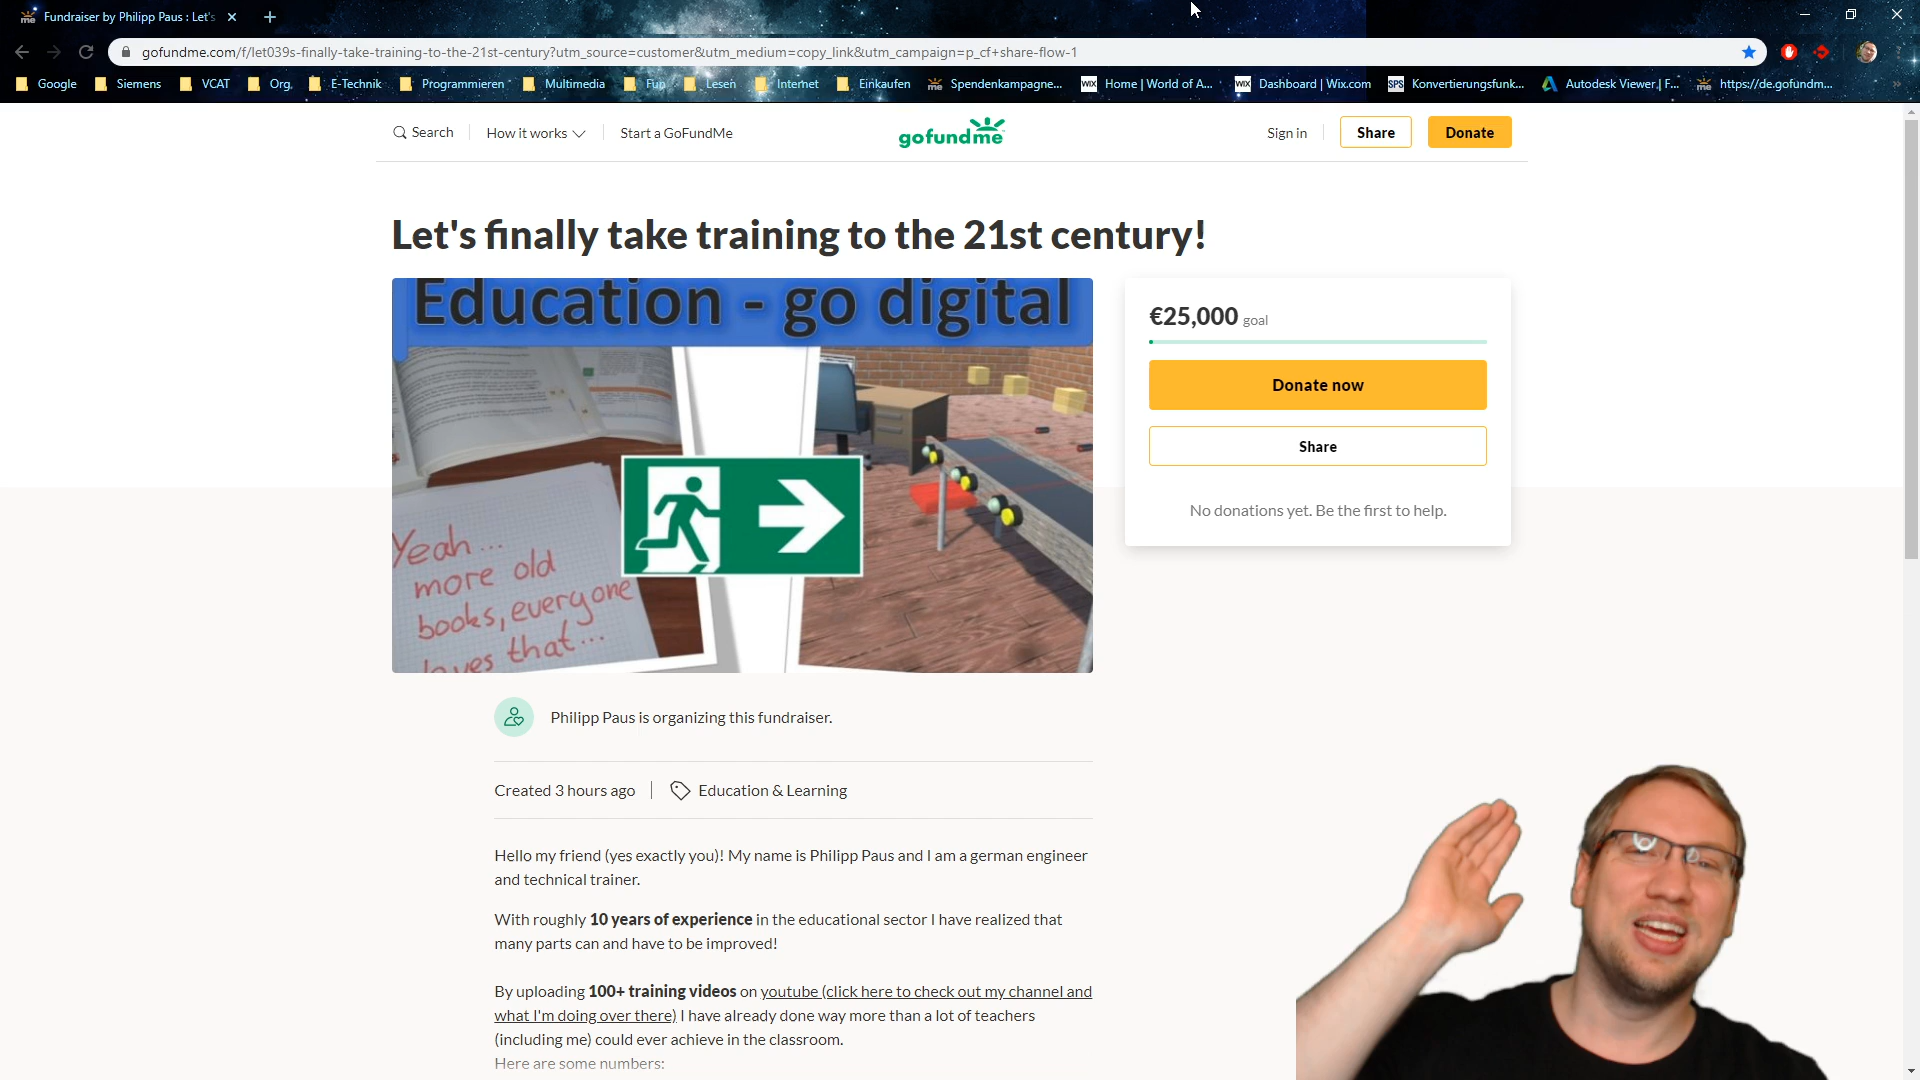 Fundraiser by Philipp Paus : Let's
gofundme.com/f/let039s-finally-take-training-to-the-21st-century?utm_source=customer&utm_medium=copy_link&utm_campaign=p_cf+share-flow-1
Google Siemens VCAT Org. E-Technik Programmieren Multimedia Fun Lesen Internet Einkaufen Spendenkampagne... WIX Home | World of A... WIX Dashboard | Wix.com SPS Konvertierungsfunk... Autodesk Viewer | F... https://de.gofundm...
Search How it works Start a GoFundMe gofundme Sign in Share Donate
Let's finally take training to the 21st century!
Education - go digital
Yeah...
more old
books, everyone
loves that...
€25,000 goal
Donate now
Share
No donations yet. Be the first to help.
Philipp Paus is organizing this fundraiser.
Created 3 hours ago Education & Learning
Hello my friend (yes exactly you)! My name is Philipp Paus and I am a german engineer
and technical trainer.
With roughly 10 years of experience in the educational sector I have realized that
many parts can and have to be improved!
By uploading 100+ training videos on youtube (click here to check out my channel and
what I'm doing over there) I have already done way more than a lot of teachers
(including me) could ever achieve in the classroom.
Here are some numbers: